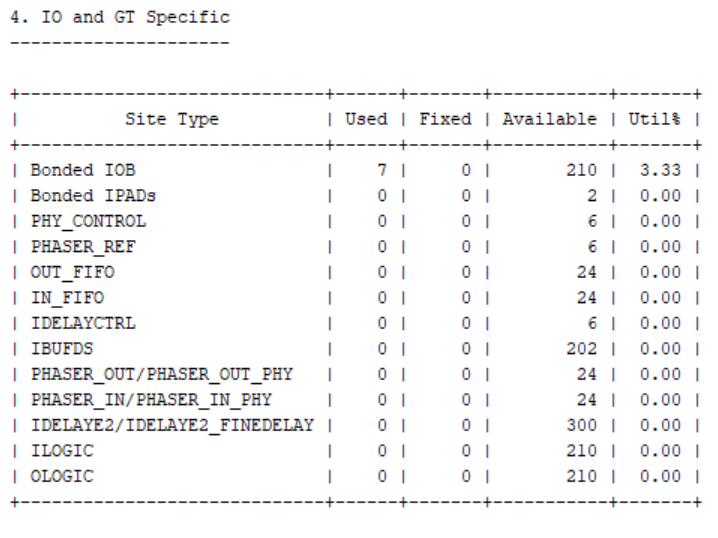 4. IO and GT Specific
---------------------
+-----------------------------+------+-------+-----------+-------+
|          Site Type          | Used | Fixed | Available | Util% |
+-----------------------------+------+-------+-----------+-------+
| Bonded IOB                  |    7 |     0 |       210 |  3.33 |
| Bonded IPADs                |    0 |     0 |         2 |  0.00 |
| PHY_CONTROL                 |    0 |     0 |         6 |  0.00 |
| PHASER_REF                  |    0 |     0 |         6 |  0.00 |
| OUT_FIFO                    |    0 |     0 |        24 |  0.00 |
| IN_FIFO                     |    0 |     0 |        24 |  0.00 |
| IDELAYCTRL                  |    0 |     0 |         6 |  0.00 |
| IBUFDS                      |    0 |     0 |       202 |  0.00 |
| PHASER_OUT/PHASER_OUT_PHY   |    0 |     0 |        24 |  0.00 |
| PHASER_IN/PHASER_IN_PHY     |    0 |     0 |        24 |  0.00 |
| IDELAYE2/IDELAYE2_FINEDELAY |    0 |     0 |       300 |  0.00 |
| ILOGIC                      |    0 |     0 |       210 |  0.00 |
| OLOGIC                      |    0 |     0 |       210 |  0.00 |
+-----------------------------+------+-------+-----------+-------+